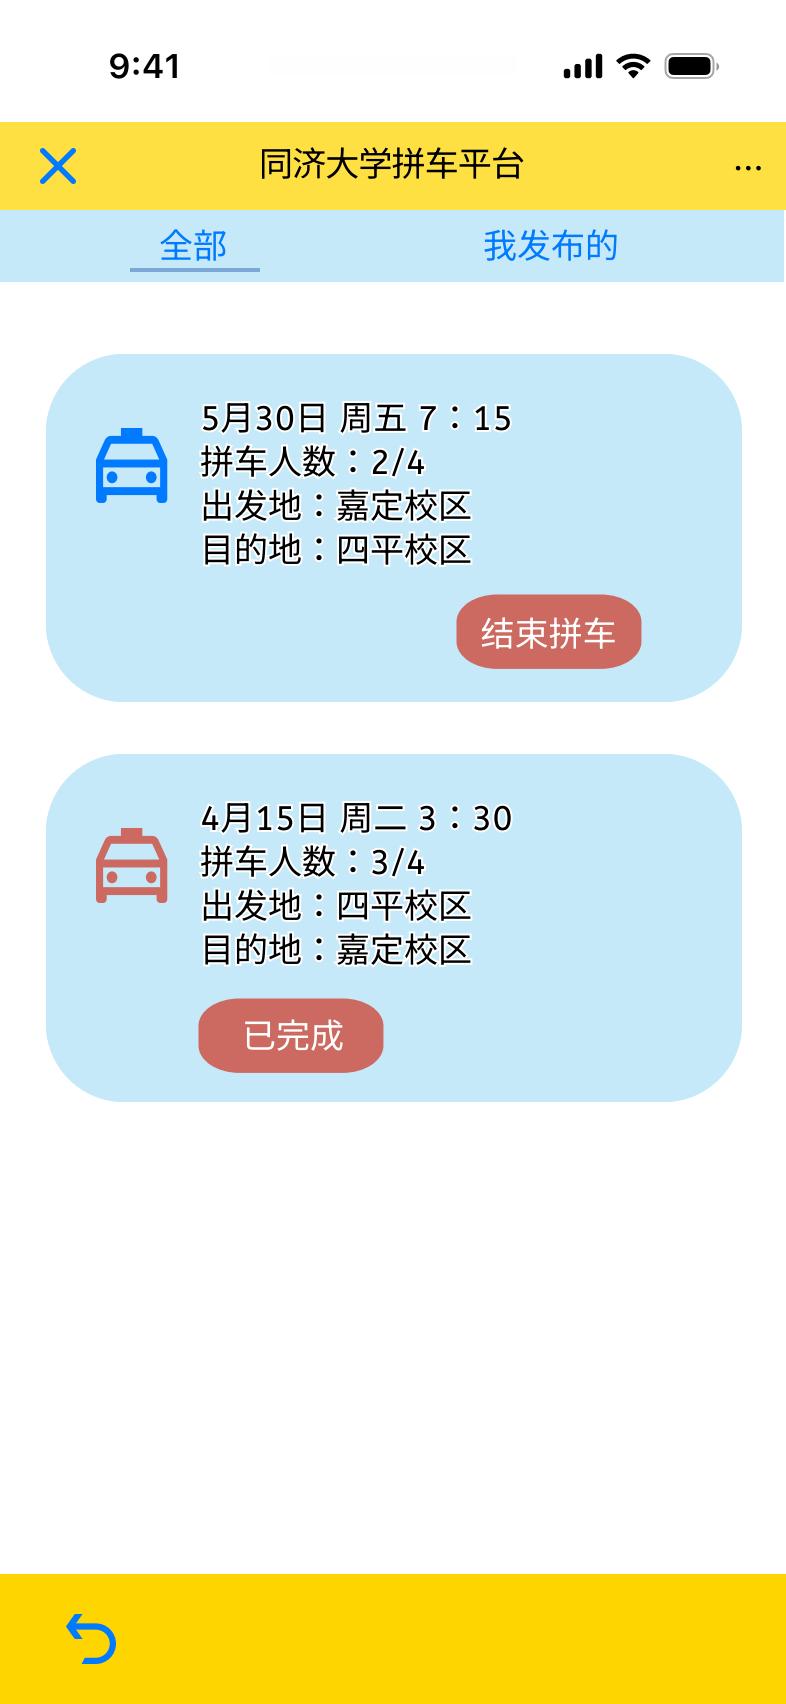 9:41
同济大学拼车平台
...
全部 我发布的
5月30日 周五 7：15
拼车人数：2/4
出发地：嘉定校区
目的地：四平校区
结束拼车
4月15日 周二 3：30
拼车人数：3/4
出发地：四平校区
目的地：嘉定校区
已完成